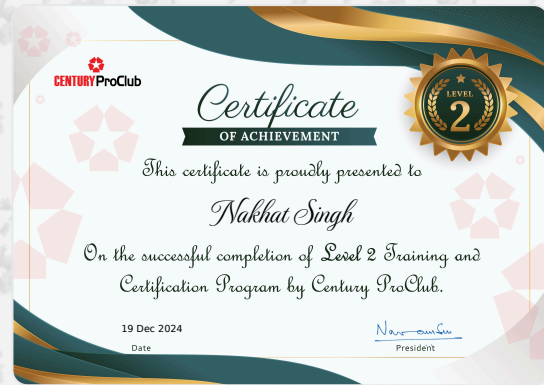 CENTURY ProClub
Certificate
OF ACHIEVEMENT
LEVEL
2
This certificate is proudly presented to
Nakhat Singh
On the successful completion of Level 2 Training and
Certification Program by Century ProClub.
19 Dec 2024
Date
President